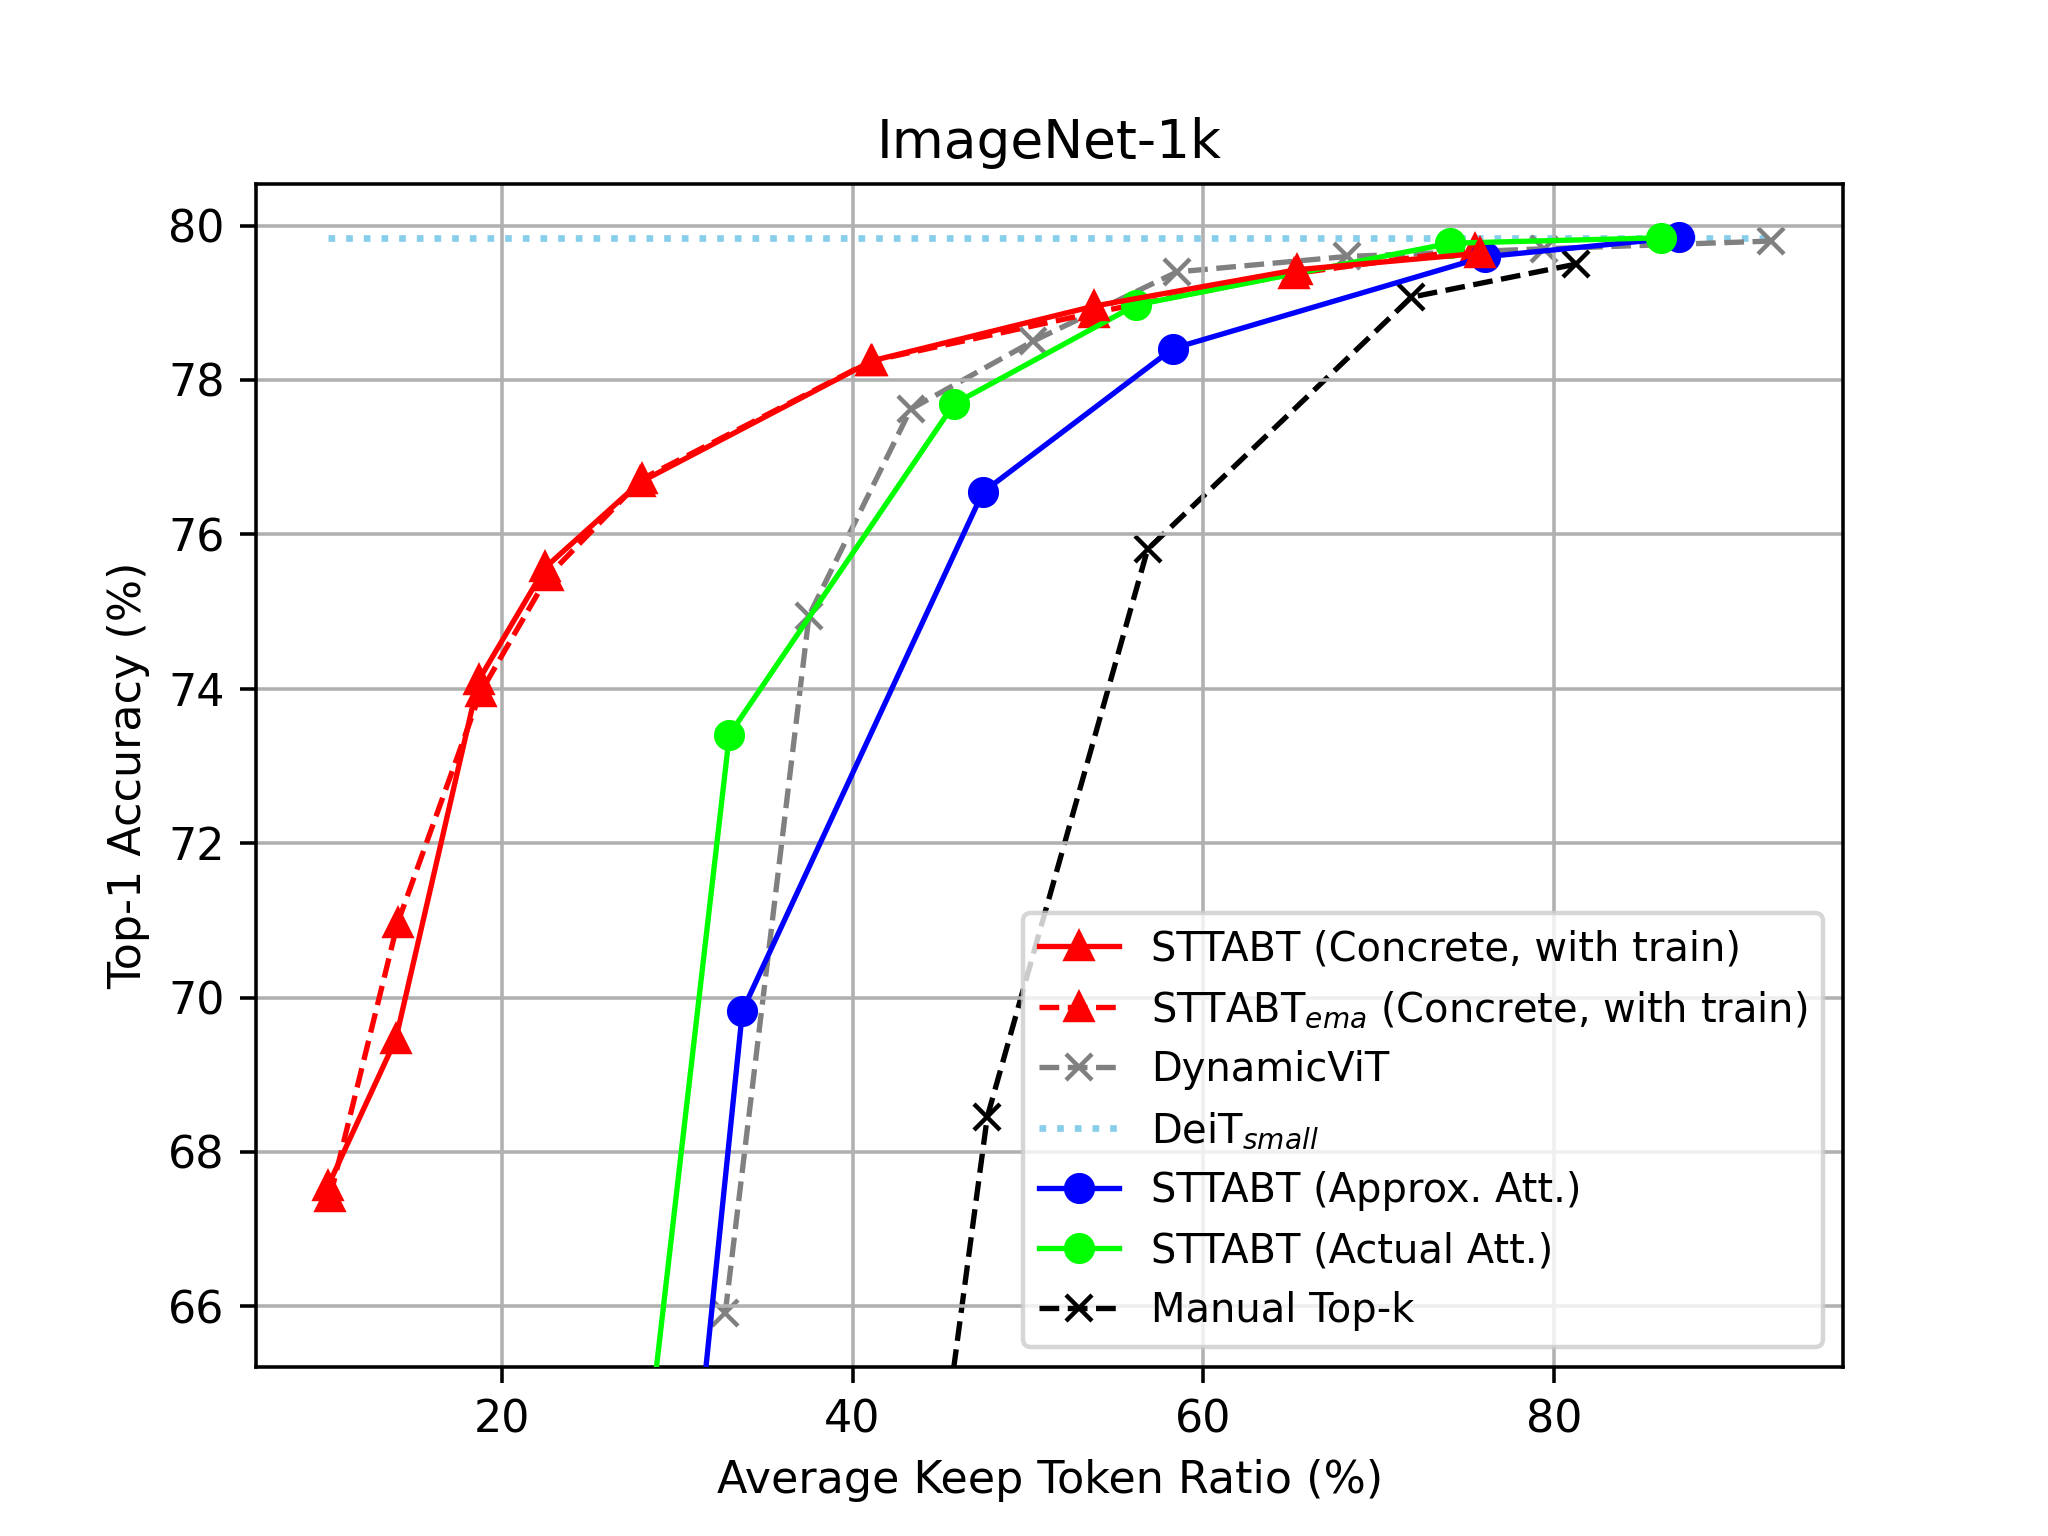 ImageNet-1k
80
78
76
74
72
70
68
66
Top-1 Accuracy (%)
STTABT (Concrete, with train)
STTABTema (Concrete, with train)
DynamicViT
DeiTsmall
STTABT (Approx. Att.)
STTABT (Actual Att.)
Manual Top-k
20 40 60 80
Average Keep Token Ratio (%)